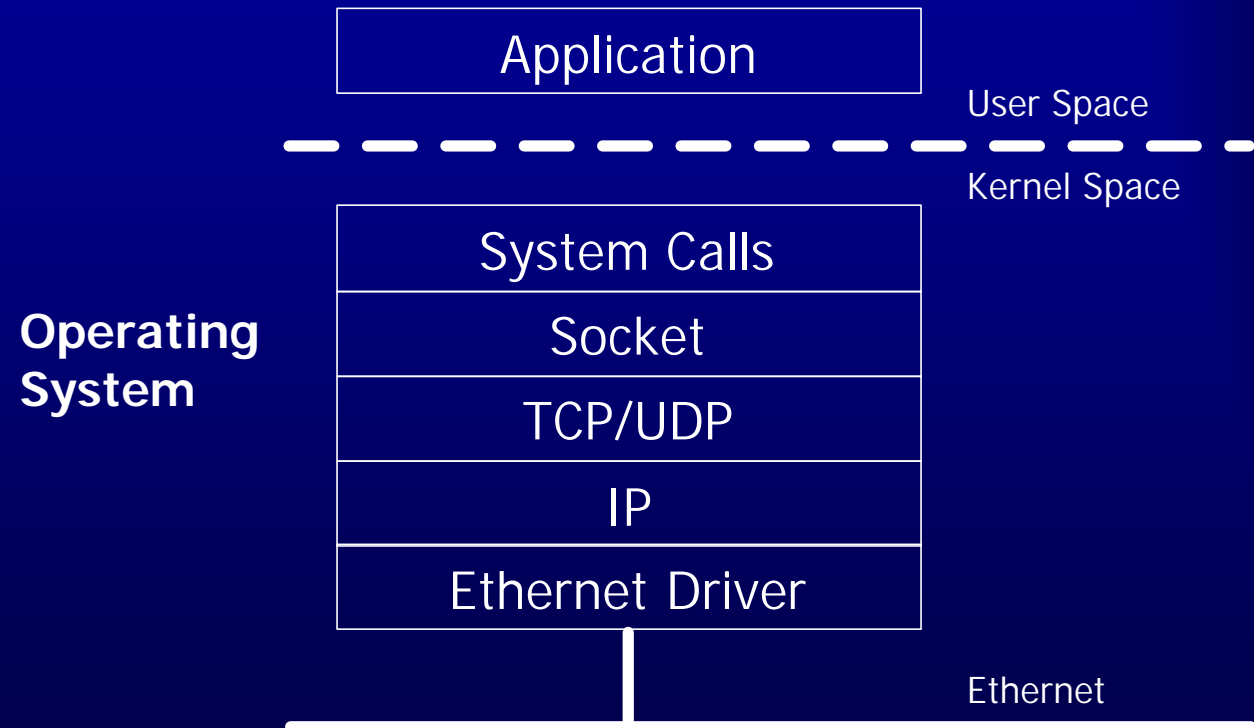 Application
User Space
Kernel Space
System Calls
Operating
System
Socket
TCP/UDP
IP
Ethernet Driver
Ethernet